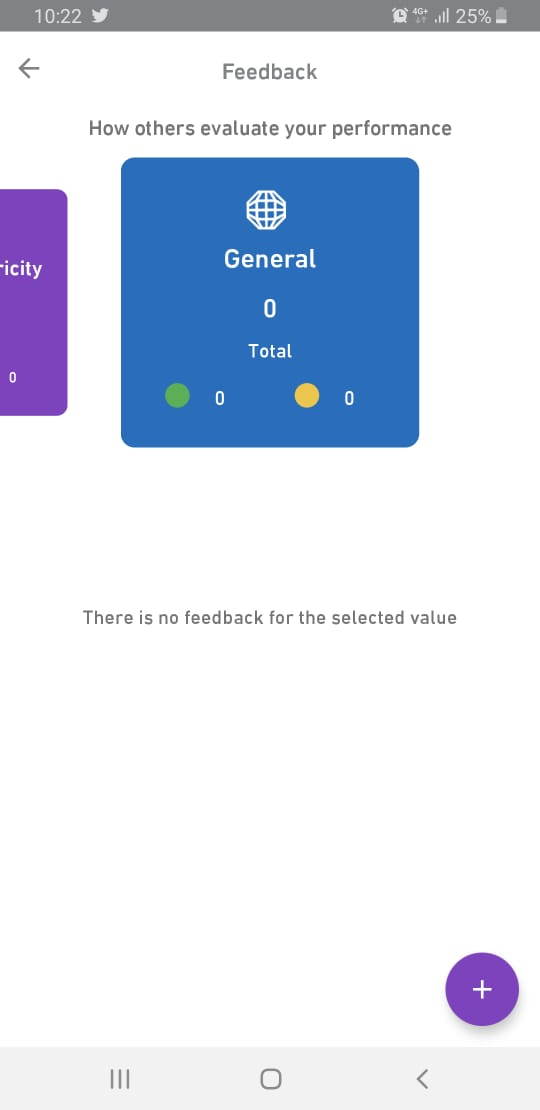 10:22 4G+ 25%
Feedback
How others evaluate your performance
ricity
0
General
0
Total
0 0
There is no feedback for the selected value
+